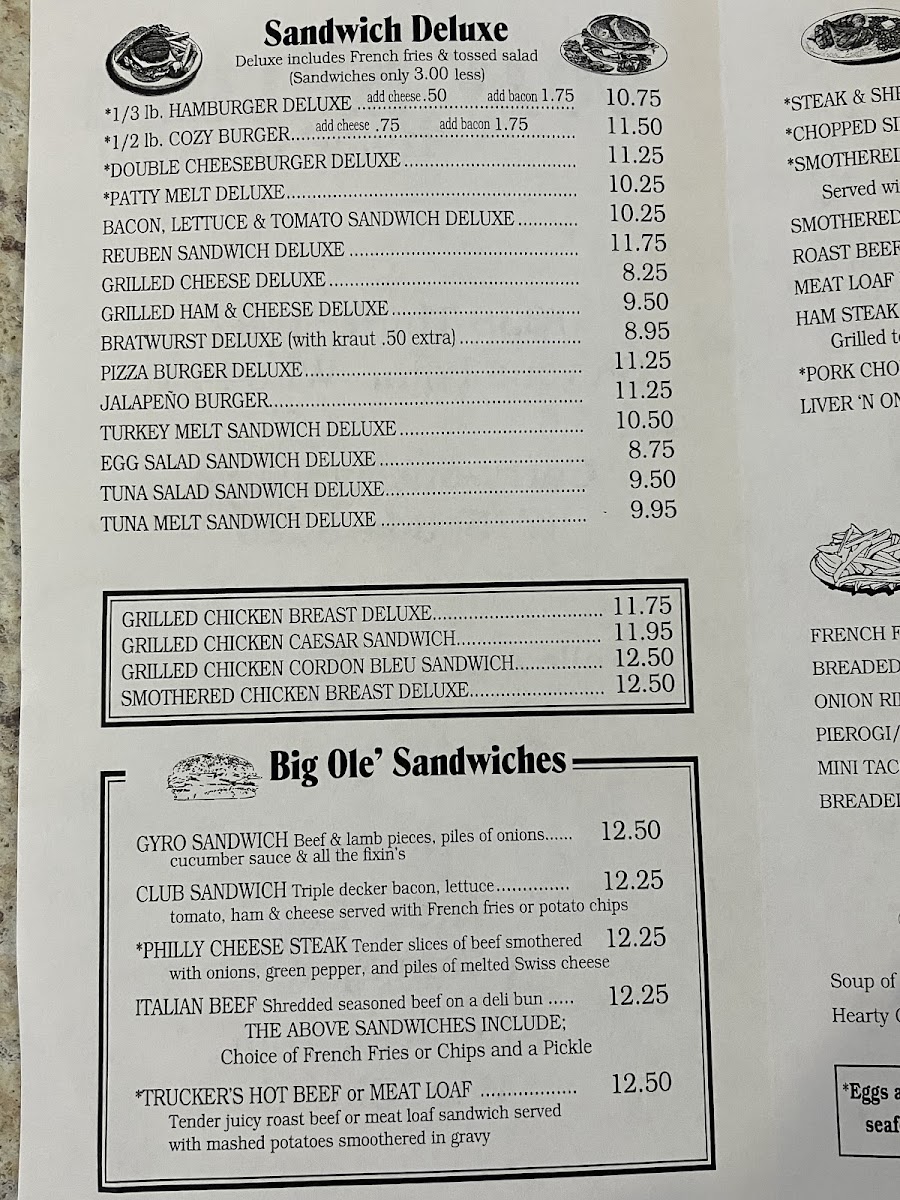 Sandwich Deluxe
Deluxe includes French fries & tossed salad
(Sandwiches only 3.00 less)
*1/3 lb. HAMBURGER DELUXE add cheese .50 add bacon 1.75 10.75
*1/2 lb. COZY BURGER add cheese .75 add bacon 1.75 11.50
*DOUBLE CHEESEBURGER DELUXE 11.25
*PATTY MELT DELUXE 10.25
BACON, LETTUCE & TOMATO SANDWICH DELUXE 10.25
REUBEN SANDWICH DELUXE 11.75
GRILLED CHEESE DELUXE 8.25
GRILLED HAM & CHEESE DELUXE 9.50
BRATWURST DELUXE (with kraut .50 extra) 8.95
PIZZA BURGER DELUXE 11.25
JALAPEÑO BURGER 11.25
TURKEY MELT SANDWICH DELUXE 10.50
EGG SALAD SANDWICH DELUXE 8.75
TUNA SALAD SANDWICH DELUXE 9.50
TUNA MELT SANDWICH DELUXE 9.95
GRILLED CHICKEN BREAST DELUXE 11.75
GRILLED CHICKEN CAESAR SANDWICH 11.95
GRILLED CHICKEN CORDON BLEU SANDWICH 12.50
SMOTHERED CHICKEN BREAST DELUXE 12.50
Big Ole' Sandwiches
GYRO SANDWICH Beef & lamb pieces, piles of onions 12.50
cucumber sauce & all the fixin's
CLUB SANDWICH Triple decker bacon, lettuce 12.25
tomato, ham & cheese served with French fries or potato chips
*PHILLY CHEESE STEAK Tender slices of beef smothered 12.25
with onions, green pepper, and piles of melted Swiss cheese
ITALIAN BEEF Shredded seasoned beef on a deli bun 12.25
THE ABOVE SANDWICHES INCLUDE;
Choice of French Fries or Chips and a Pickle
*TRUCKER'S HOT BEEF or MEAT LOAF 12.50
Tender juicy roast beef or meat loaf sandwich served
with mashed potatoes smoothered in gravy
*STEAK &
*CHOPPED
Served
SMOTHERED
ROAST BEEF
MEAT LOAF
HAM STEAK
Grilled
*PORK
LIVER 'N
FRENCH
BREADED
ONION
PIEROGI/
MINI
Soup of
Hearty
*Eggs